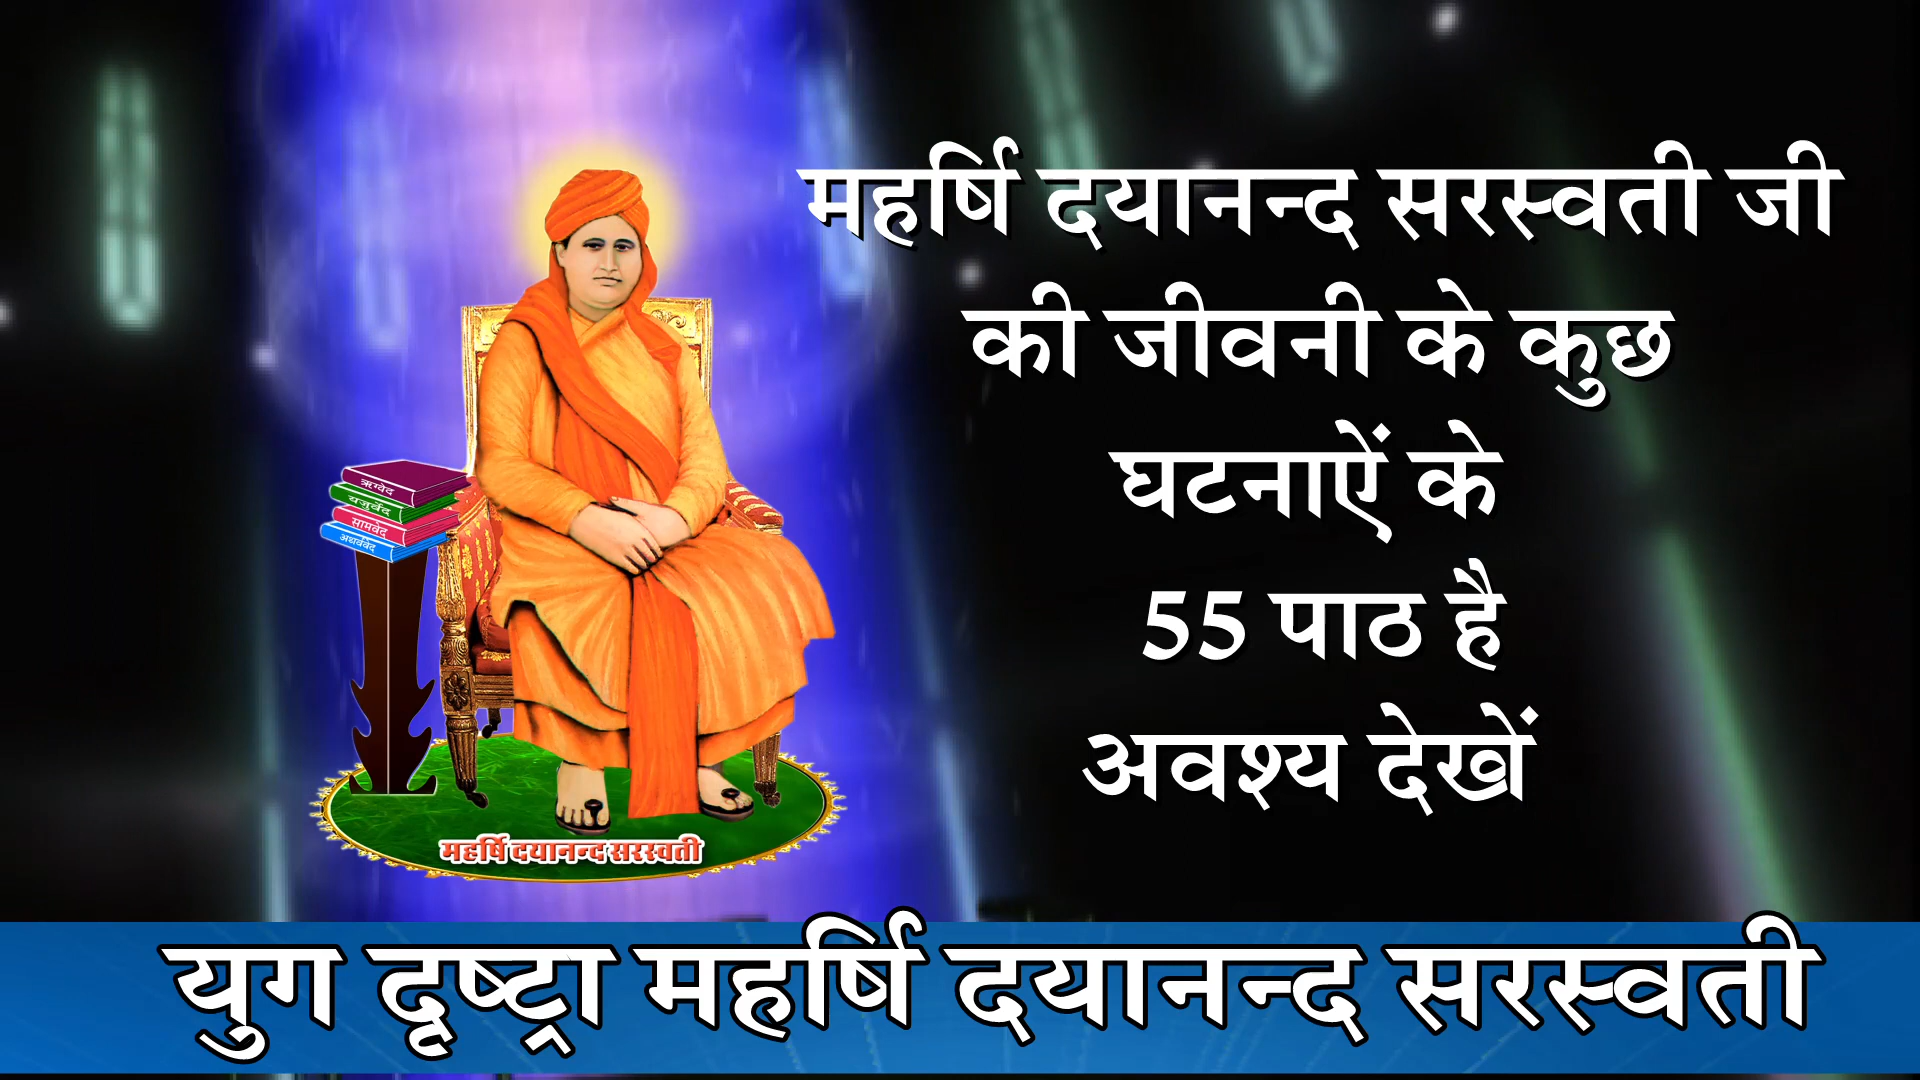 महर्षि दयानन्द सरस्वती जी
की जीवनी के कुछ
घटनाऐं के
55 पाठ है
अवश्य देखें
ऋग्वेद
यजुर्वेद
सामवेद
अथर्ववेद
महर्षि दयानन्द सरस्वती
युग दृष्ट्रा महर्षि दयानन्द सरस्वती